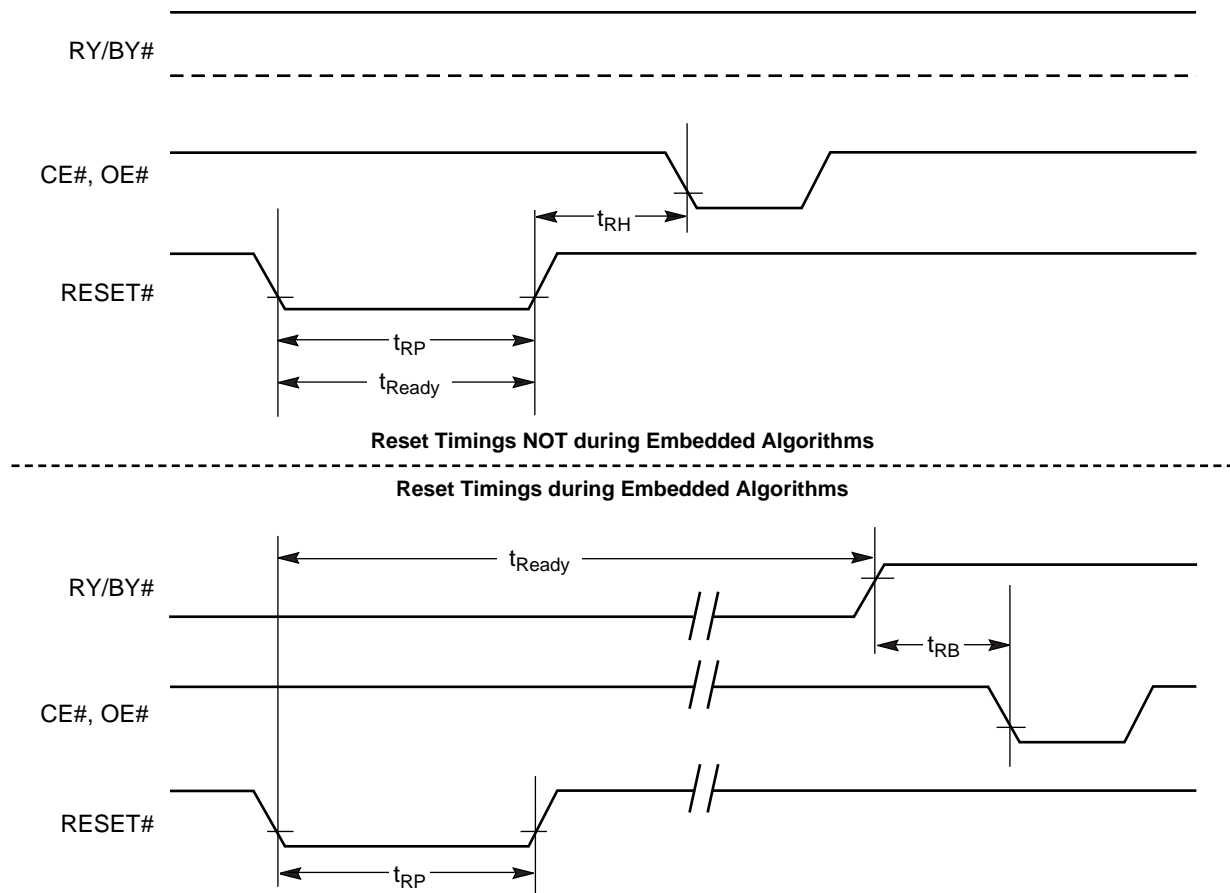 RY/BY#
CE#, OE#
tRH
RESET#
tRP
tReady
Reset Timings NOT during Embedded Algorithms
Reset Timings during Embedded Algorithms
tReady
RY/BY#
tRB
CE#, OE#
RESET#
tRP